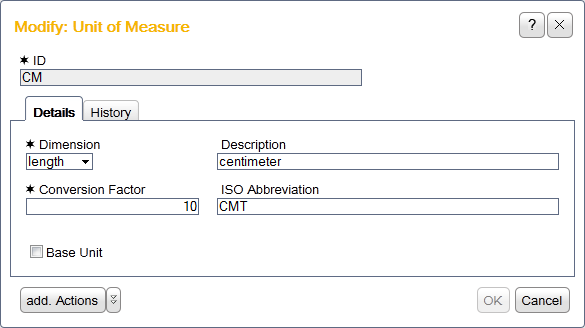 Modify: Unit of Measure
?
✶ ID
CM
Details History
✶ Dimension Description
length centimeter
✶ Conversion Factor ISO Abbreviation
10 CMT
Base Unit
add. Actions OK Cancel